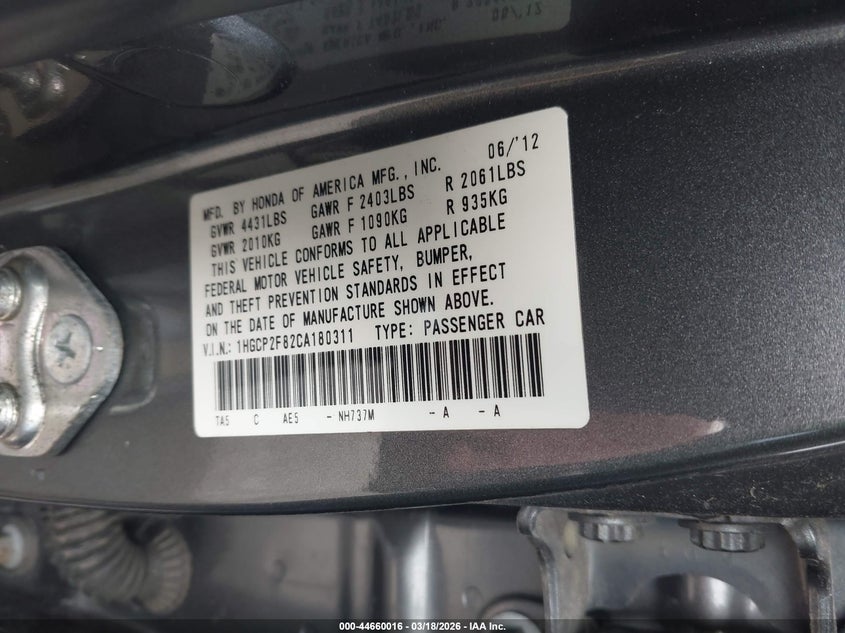 MFD. BY HONDA OF AMERICA MFG., INC. 06/'12
GVWR 4431LBS GAWR F 2403LBS R 2061LBS
GVWR 2010KG GAWR F 1090KG R 935KG
THIS VEHICLE CONFORMS TO ALL APPLICABLE
FEDERAL MOTOR VEHICLE SAFETY, BUMPER,
AND THEFT PREVENTION STANDARDS IN EFFECT
ON THE DATE OF MANUFACTURE SHOWN ABOVE.
V.I.N.: 1HGCP2F82CA180311 TYPE: PASSENGER CAR
TA5 C AE5 - NH737M - A - A
000-44660016 - 03/18/2026 - IAA Inc.